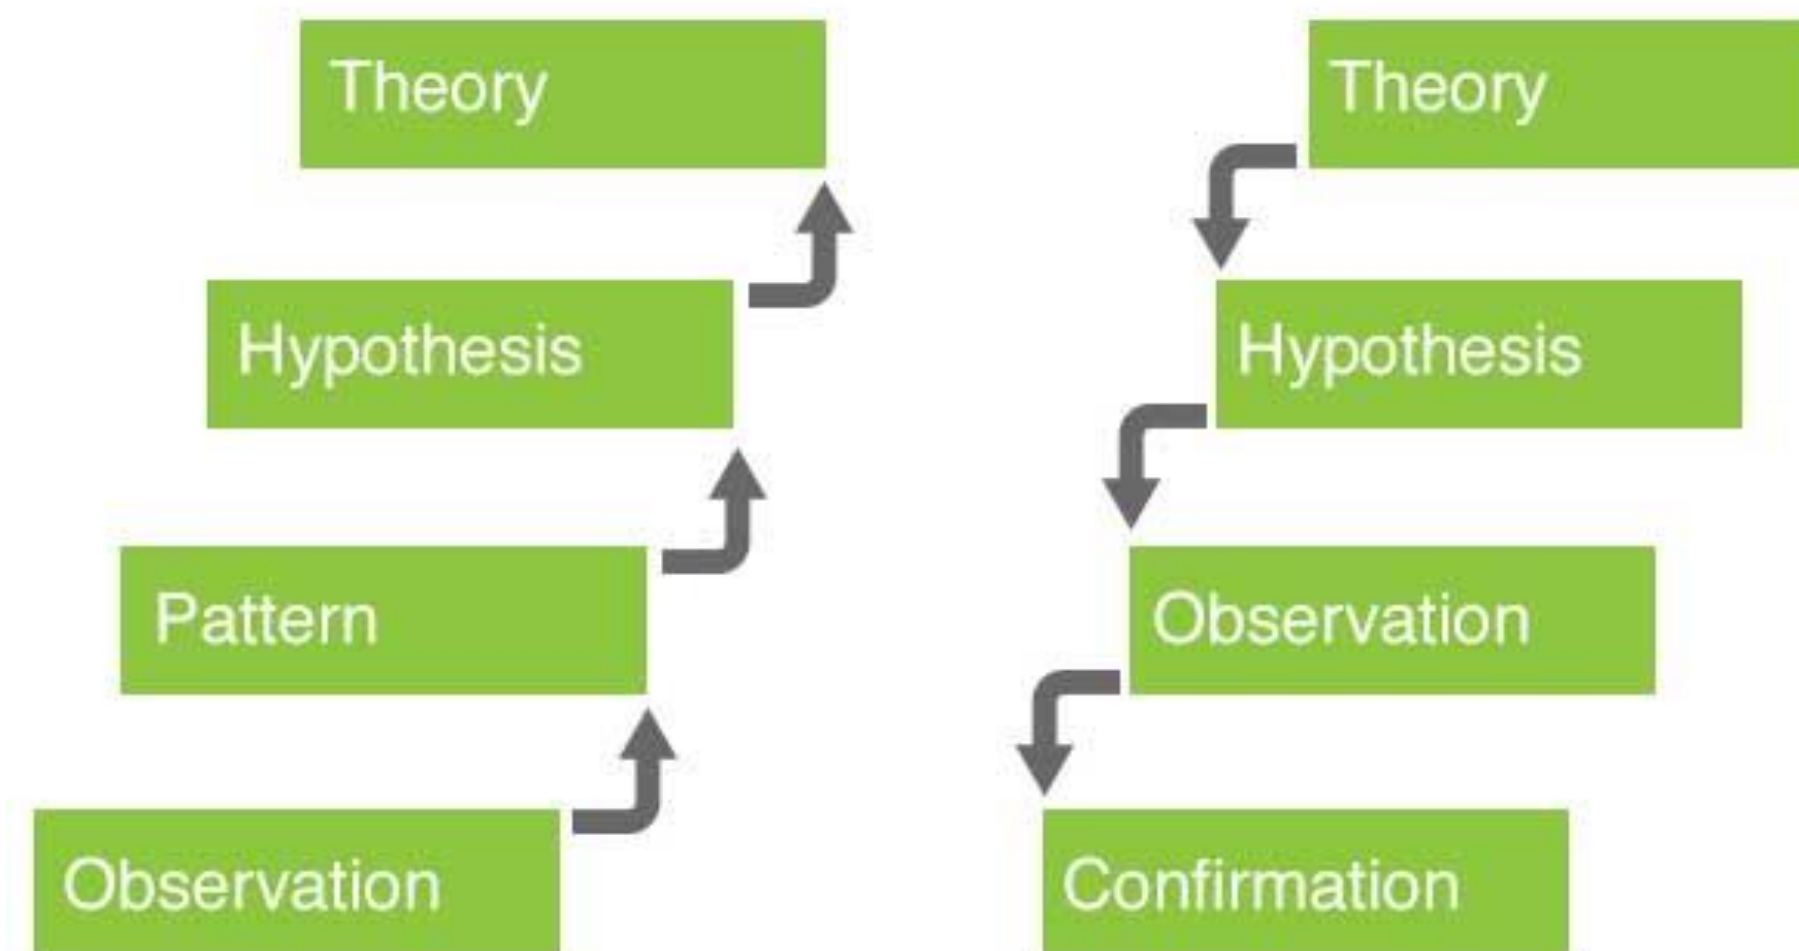 Theory
Hypothesis
Pattern
Observation
Theory
Hypothesis
Observation
Confirmation